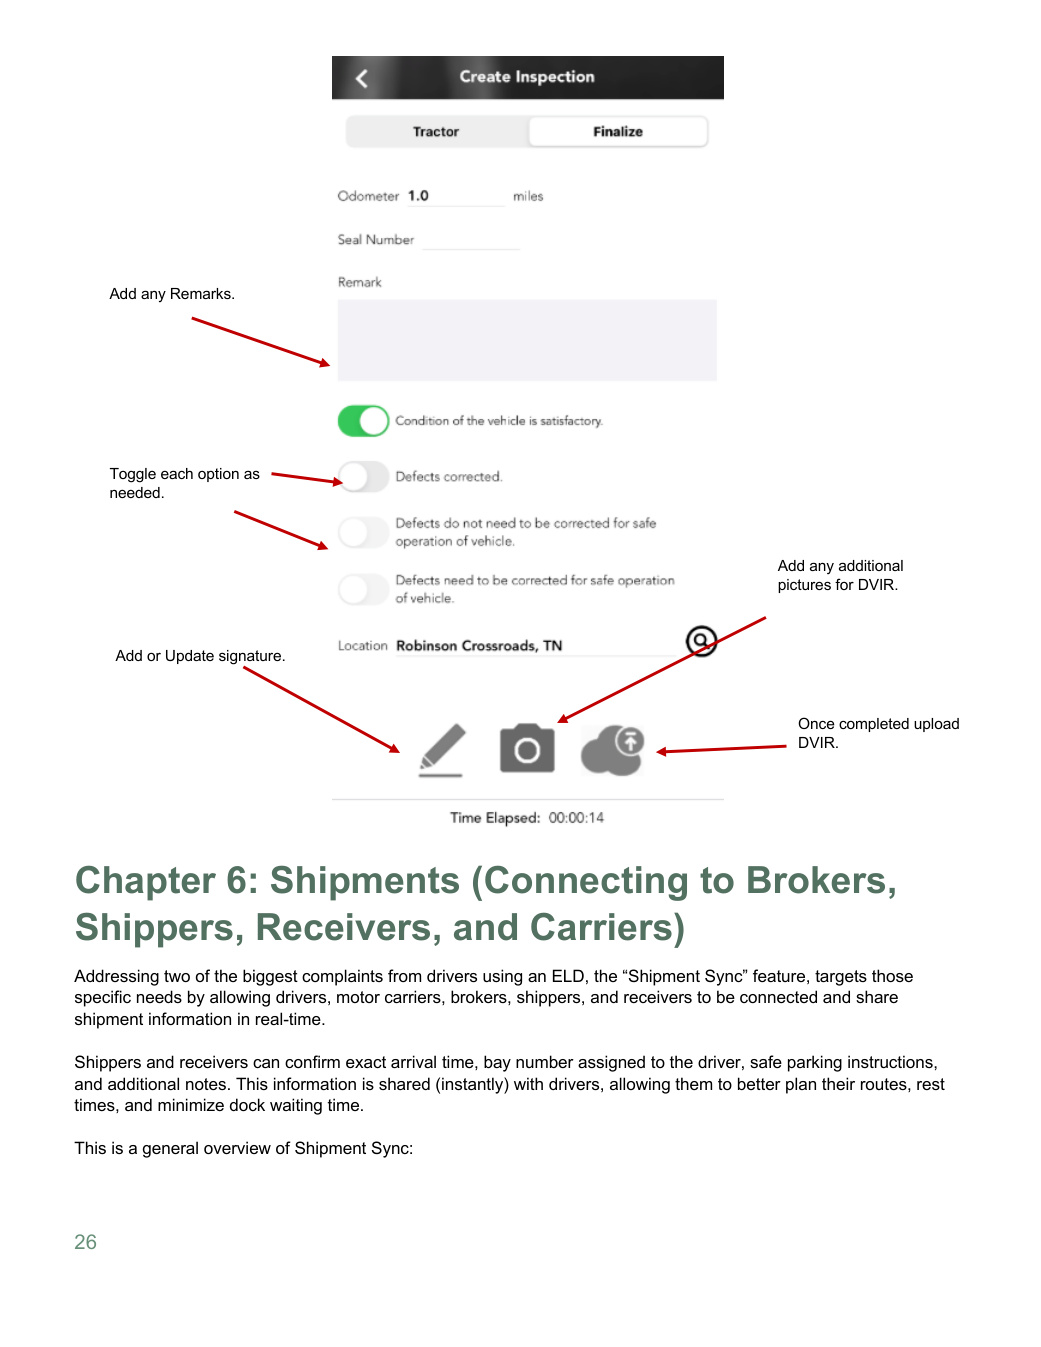 Create Inspection
Tractor
Finalize
Odometer 1.0 miles
Seal Number
Remark
Add any Remarks.
Condition of the vehicle is satisfactory.
Toggle each option as
needed.
Defects corrected.
Defects do not need to be corrected for safe
operation of vehicle.
Add any additional
pictures for DVIR.
Defects need to be corrected for safe operation
of vehicle.
Location Robinson Crossroads, TN
Add or Update signature.
Once completed upload
DVIR.
Time Elapsed: 00:00:14
Chapter 6: Shipments (Connecting to Brokers,
Shippers, Receivers, and Carriers)
Addressing two of the biggest complaints from drivers using an ELD, the “Shipment Sync” feature, targets those
specific needs by allowing drivers, motor carriers, brokers, shippers, and receivers to be connected and share
shipment information in real-time.
Shippers and receivers can confirm exact arrival time, bay number assigned to the driver, safe parking instructions,
and additional notes. This information is shared (instantly) with drivers, allowing them to better plan their routes, rest
times, and minimize dock waiting time.
This is a general overview of Shipment Sync:
26